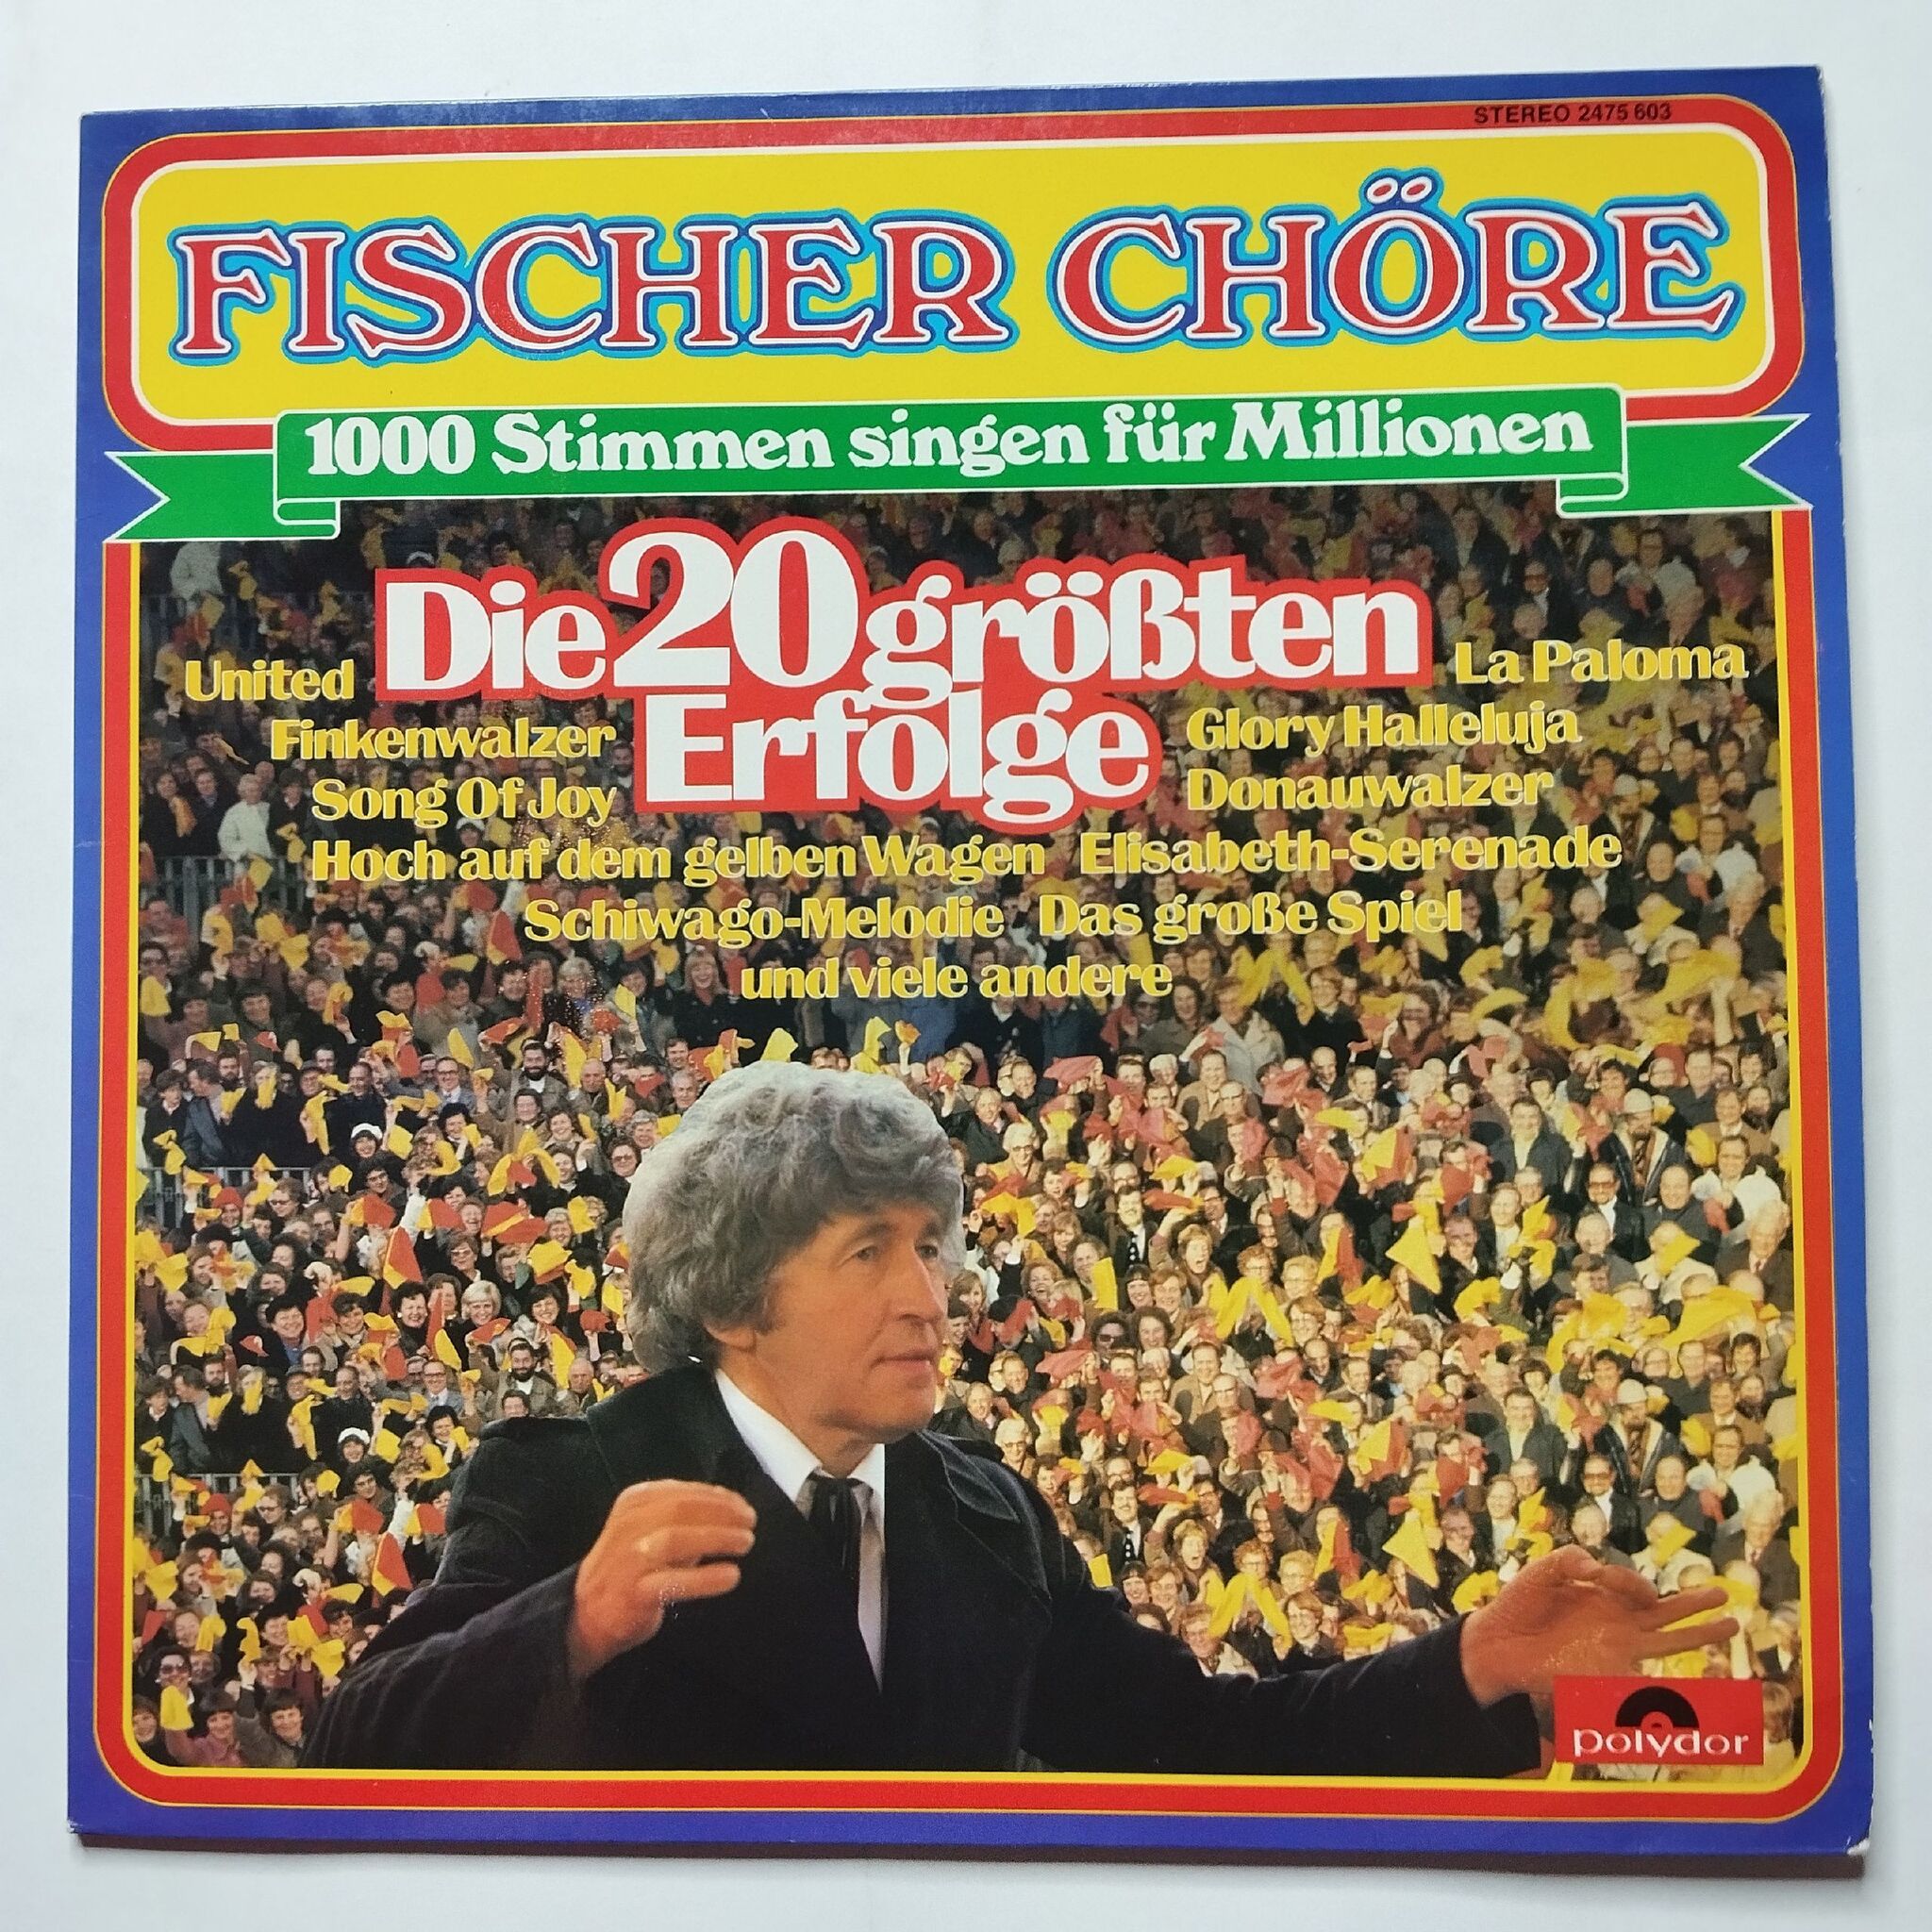 STEREO 2475 603
FISCHER CHÖRE
1000 Stimmen singen für Millionen
Die 20 größten
Erfolge
United
La Paloma
Finkenwalzer
Glory Halleluja
Song Of Joy
Donauwalzer
Hoch auf dem gelben Wagen Elisabeth-Serenade
Schiwago-Melodie Das große Spiel
und viele andere
polydor